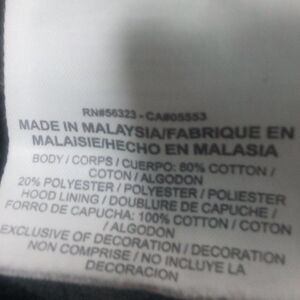 RN#56323 - CA#05553
MADE IN MALAYSIA/FABRIQUE EN
MALAISIE/HECHO EN MALASIA
BODY / CORPS / CUERPO: 80% COTTON /
COTON / ALGODON
20% POLYESTER / POLYESTER / POLIESTER
HOOD LINING / DOUBLURE DE CAPUCHE /
FORRO DE CAPUCHA: 100% COTTON / COTON
/ ALGODON
EXCLUSIVE OF DECORATION / DECORATION
NON COMPRISE / NO INCLUYE LA
DECORACION